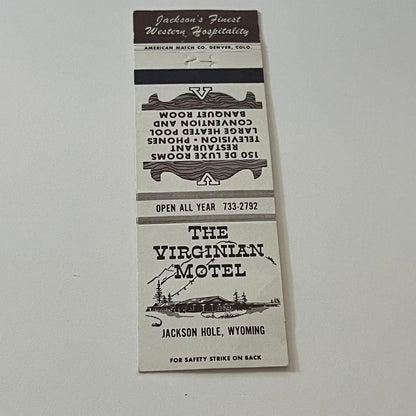 Jackson's Finest
Western Hospitality
AMERICAN MATCH CO. DENVER, COLO.
V
150 DE LUXE ROOMS
RESTAURANT
TELEVISION • PHONES
LARGE HEATED POOL
CONVENTION AND
BANQUET ROOM
V
OPEN ALL YEAR 733-2792
THE
VIRGINIAN
MOTEL
JACKSON HOLE, WYOMING
FOR SAFETY STRIKE ON BACK